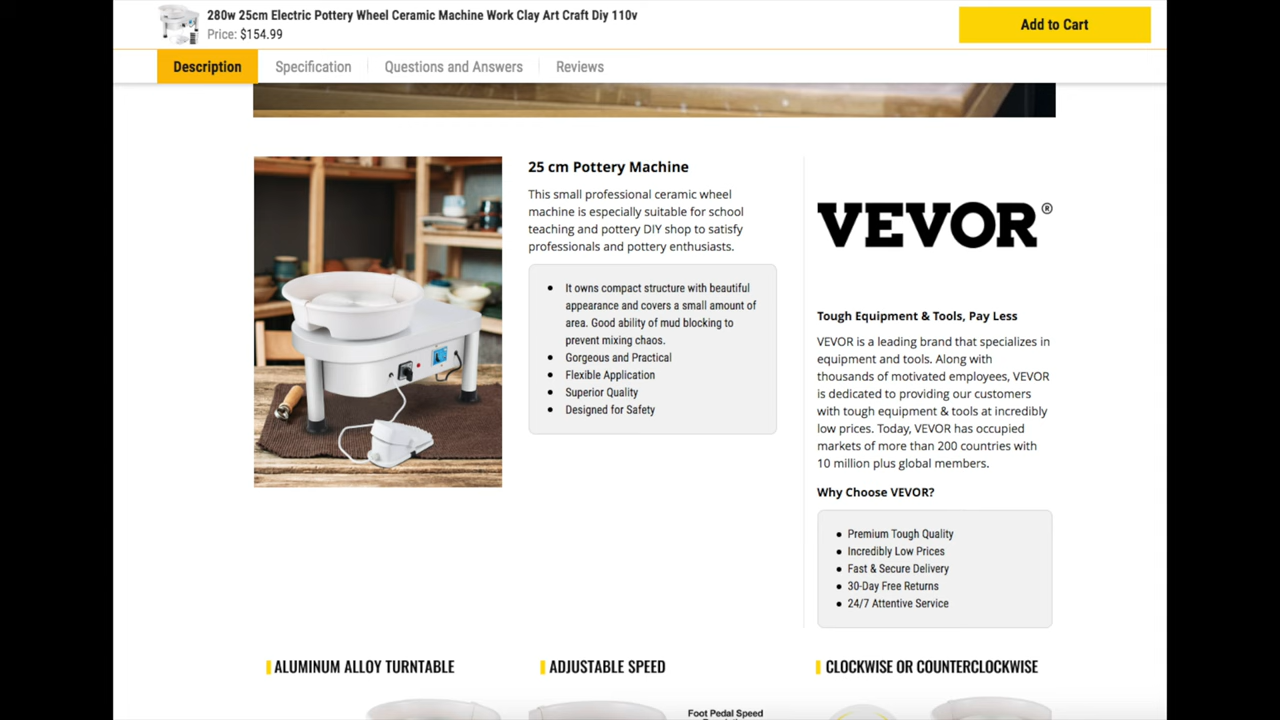 280w 25cm Electric Pottery Wheel Ceramic Machine Work Clay Art Craft Diy 110v
Price: $154.99
Add to Cart
Description
Specification
Questions and Answers
Reviews
25 cm Pottery Machine
This small professional ceramic wheel
machine is especially suitable for school
teaching and pottery DIY shop to satisfy
professionals and pottery enthusiasts.
It owns compact structure with beautiful
appearance and covers a small amount of
area. Good ability of mud blocking to
prevent mixing chaos.
Gorgeous and Practical
Flexible Application
Superior Quality
Designed for Safety
VEVOR®
Tough Equipment & Tools, Pay Less
VEVOR is a leading brand that specializes in
equipment and tools. Along with
thousands of motivated employees, VEVOR
is dedicated to providing our customers
with tough equipment & tools at incredibly
low prices. Today, VEVOR has occupied
markets of more than 200 countries with
10 million plus global members.
Why Choose VEVOR?
Premium Tough Quality
Incredibly Low Prices
Fast & Secure Delivery
30-Day Free Returns
24/7 Attentive Service
ALUMINUM ALLOY TURNTABLE
ADJUSTABLE SPEED
CLOCKWISE OR COUNTERCLOCKWISE
Foot Pedal Speed